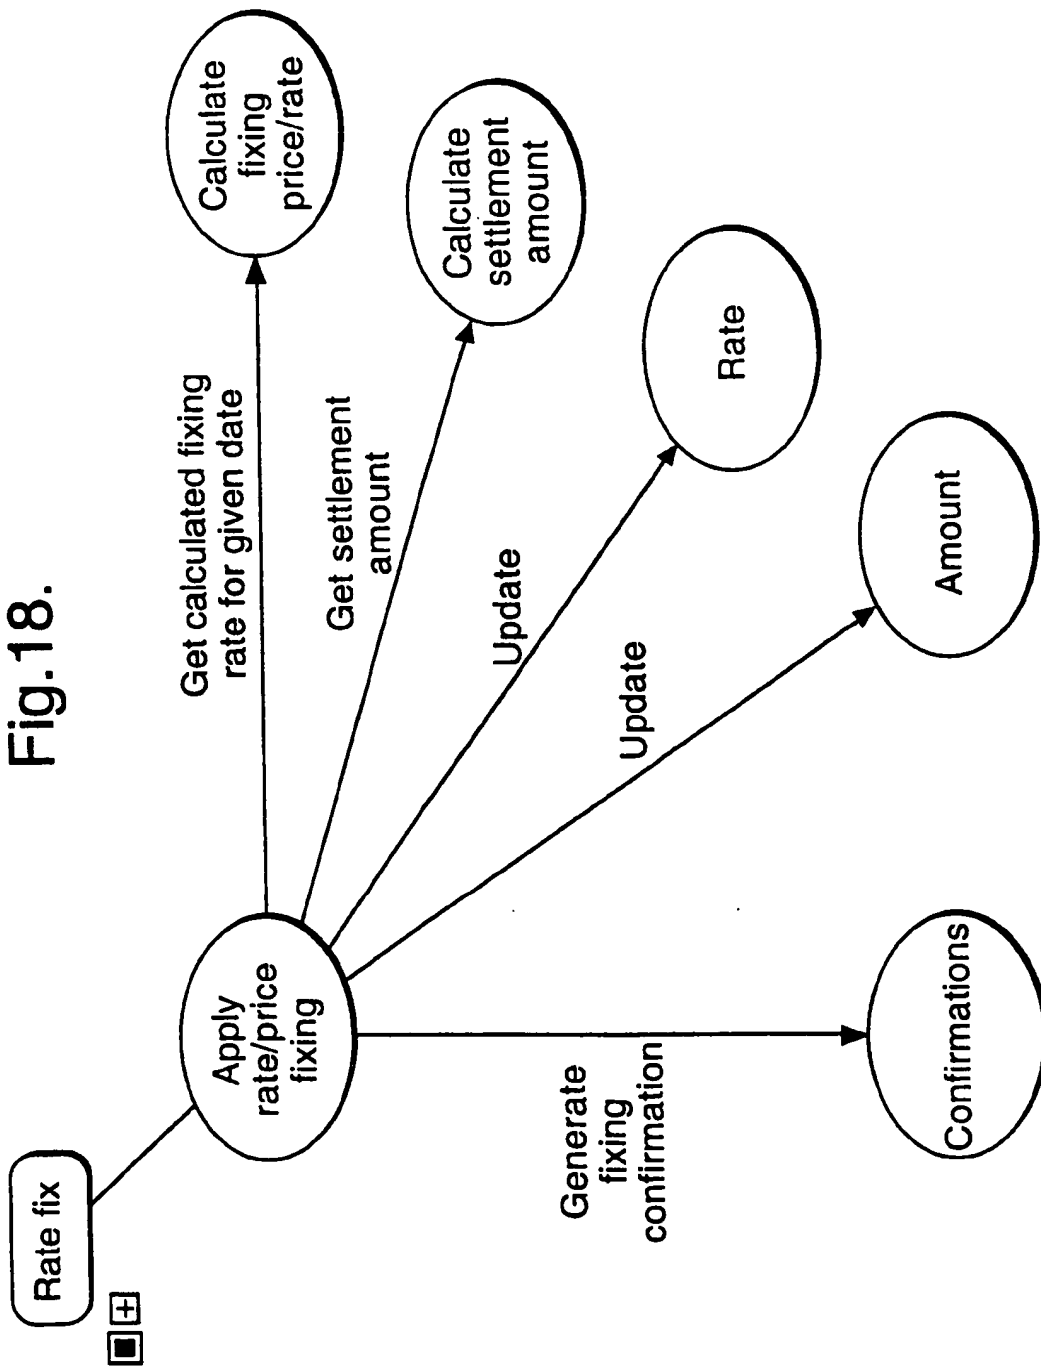 Fig.18.
Rate fix
Apply
rate/price
fixing
Get calculated fixing
rate for given date
Calculate
fixing
price/rate
Get settlement
amount
Calculate
settlement
amount
Update
Rate
Update
Amount
Generate
fixing
confirmation
Confirmations